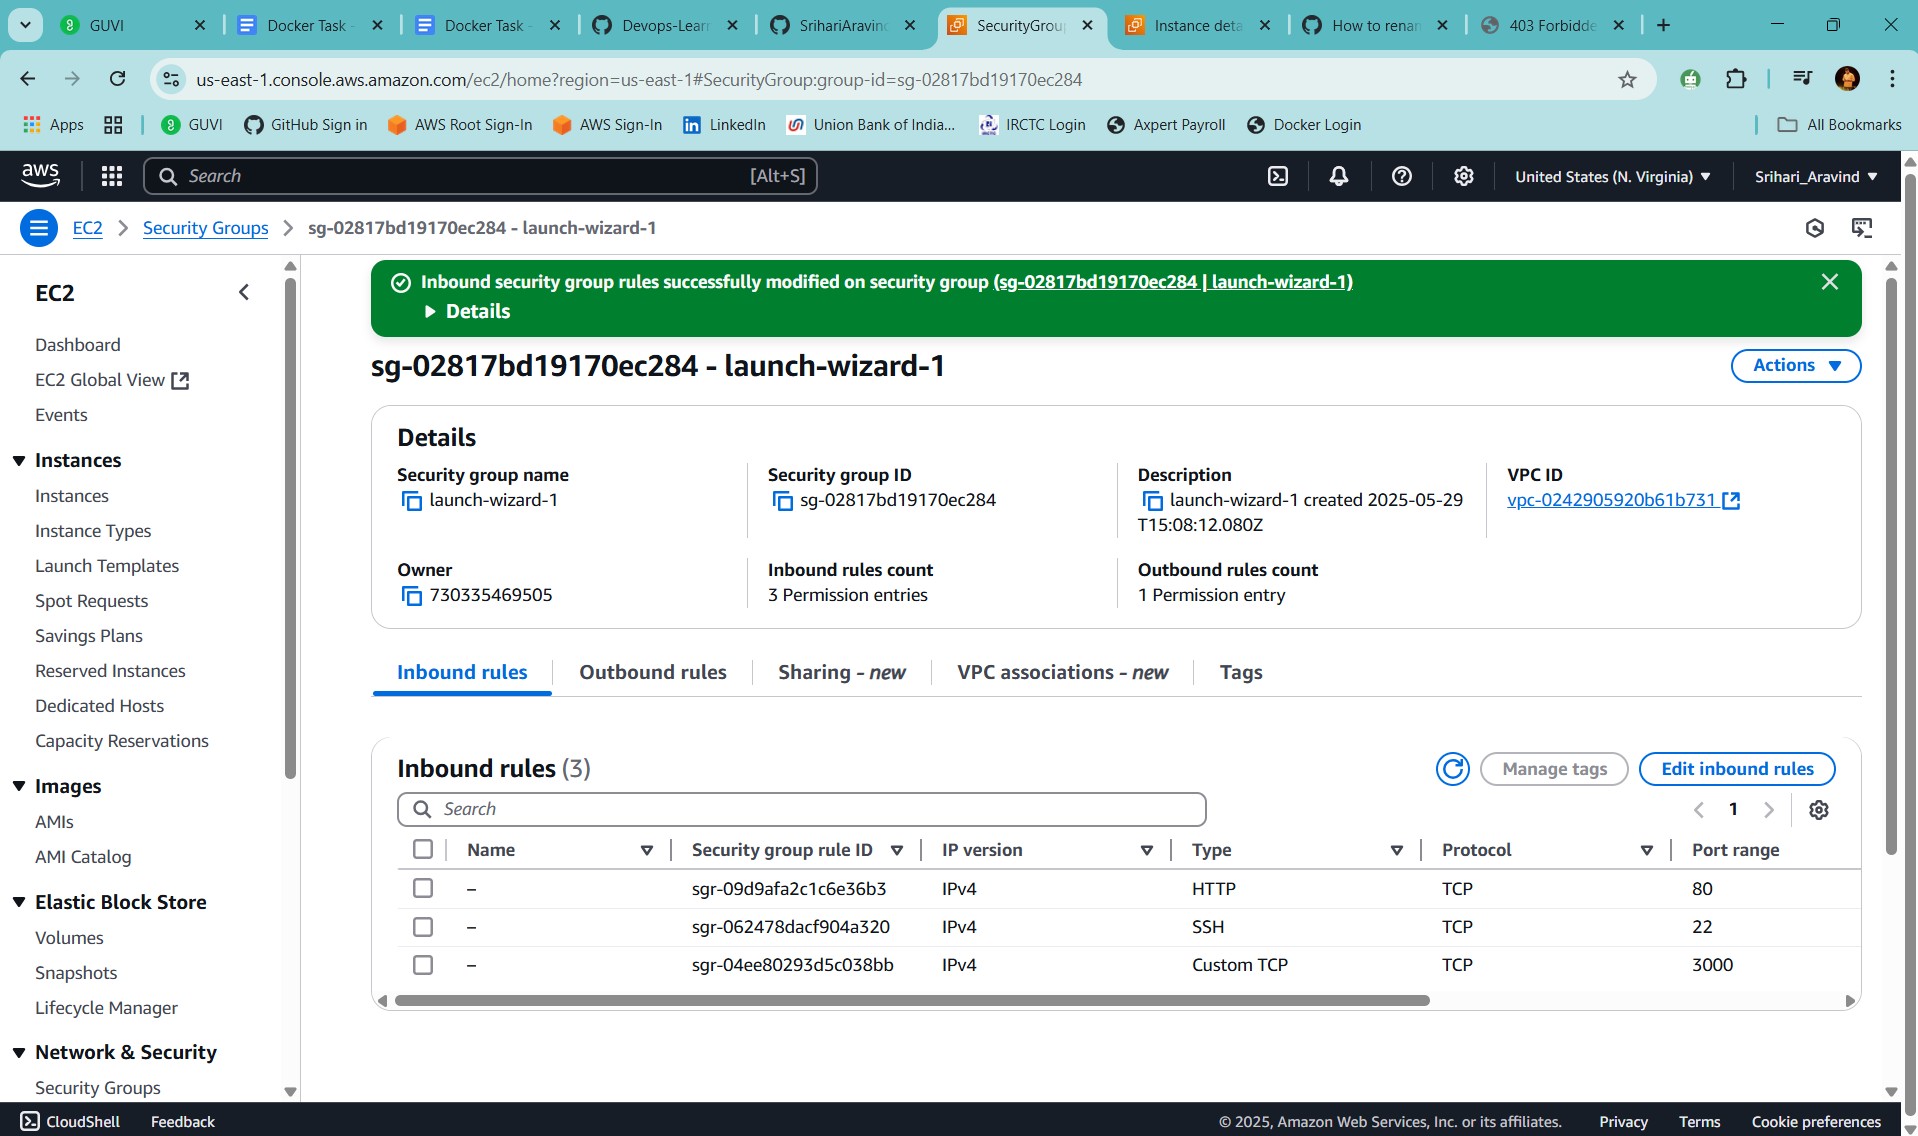 GUVI
Docker Task -
Docker Task -
Devops-Learn
SrihariAravind
SecurityGroup
Instance deta
How to renam
403 Forbidde
us-east-1.console.aws.amazon.com/ec2/home?region=us-east-1#SecurityGroup:group-id=sg-02817bd19170ec284
Apps
GUVI
GitHub Sign in
AWS Root Sign-In
AWS Sign-In
LinkedIn
Union Bank of India...
IRCTC Login
Axpert Payroll
Docker Login
All Bookmarks
aws
Search
[Alt+S]
United States (N. Virginia)
Srihari_Aravind
EC2
Security Groups
sg-02817bd19170ec284 - launch-wizard-1
EC2
Dashboard
EC2 Global View
Events
Instances
Instances
Instance Types
Launch Templates
Spot Requests
Savings Plans
Reserved Instances
Dedicated Hosts
Capacity Reservations
Images
AMIs
AMI Catalog
Elastic Block Store
Volumes
Snapshots
Lifecycle Manager
Network & Security
Security Groups
Inbound security group rules successfully modified on security group (sg-02817bd19170ec284 | launch-wizard-1)
Details
sg-02817bd19170ec284 - launch-wizard-1
Actions
Details
Security group name
launch-wizard-1
Security group ID
sg-02817bd19170ec284
Description
launch-wizard-1 created 2025-05-29
T15:08:12.080Z
VPC ID
vpc-0242905920b61b731
Owner
730335469505
Inbound rules count
3 Permission entries
Outbound rules count
1 Permission entry
Inbound rules
Outbound rules
Sharing - new
VPC associations - new
Tags
Inbound rules (3)
Manage tags
Edit inbound rules
Search
1
Name Security group rule ID IP version Type Protocol Port range
– sgr-09d9afa2c1c6e36b3 IPv4 HTTP TCP 80
– sgr-062478dacf904a320 IPv4 SSH TCP 22
– sgr-04ee80293d5c038bb IPv4 Custom TCP TCP 3000
CloudShell
Feedback
© 2025, Amazon Web Services, Inc. or its affiliates.
Privacy
Terms
Cookie preferences